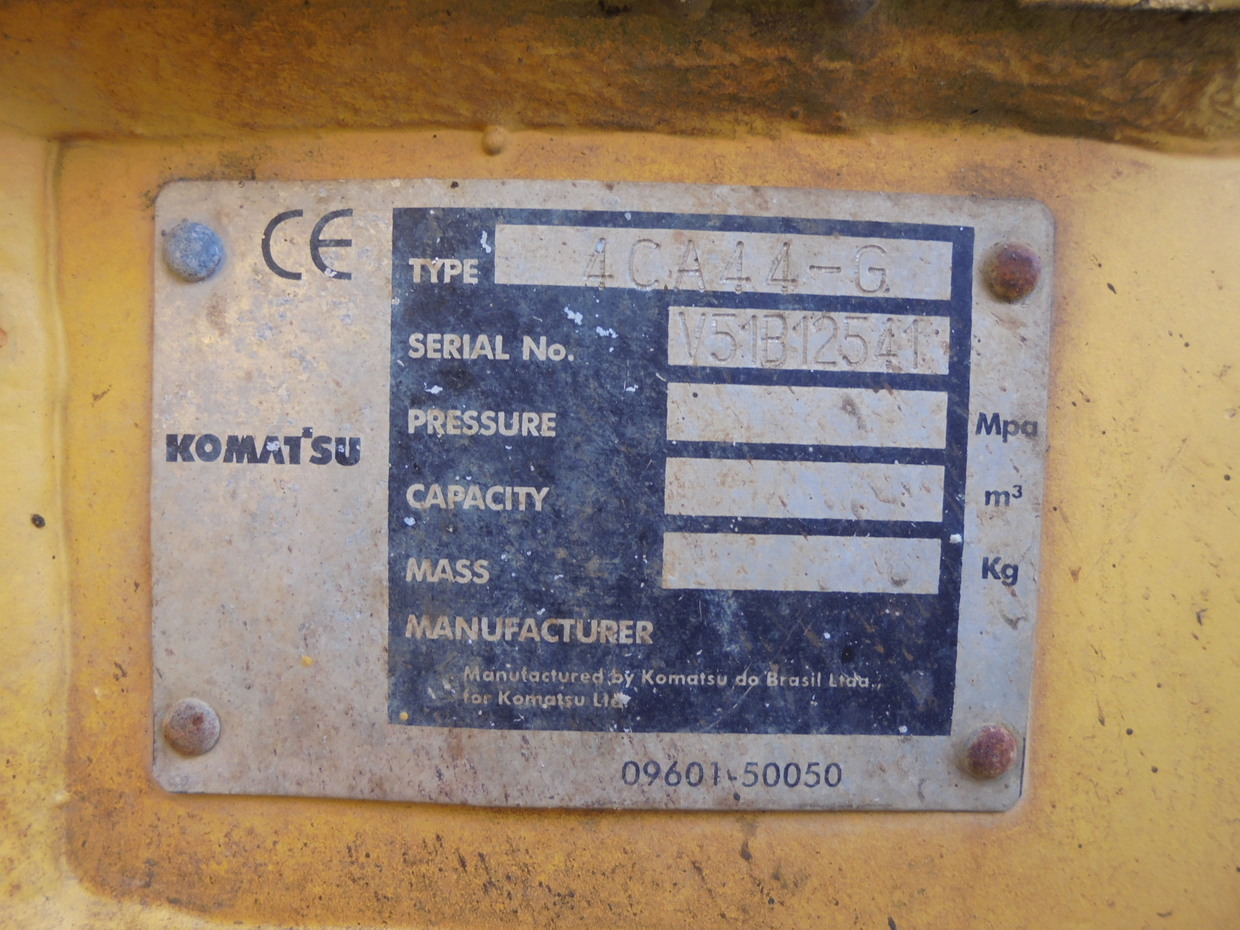 CE
TYPE 4CA44-G
SERIAL No. V51B12541
KOMATSU
PRESSURE Mpa
CAPACITY m³
MASS Kg
MANUFACTURER
Manufactured by Komatsu do Brasil Ltda.,
for Komatsu Ltd.
09601-50050